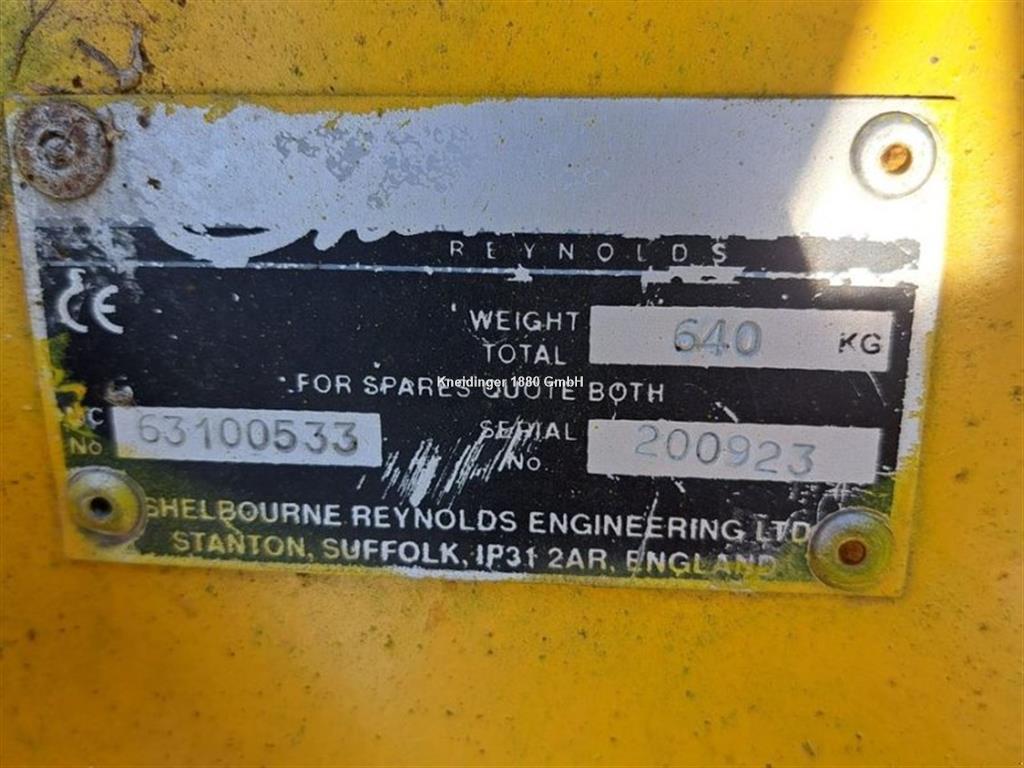 REYNOLDS
CE
WEIGHT
TOTAL 640 KG
Kneidinger 1880 GmbH
FOR SPARES QUOTE BOTH
No 63100533
SERIAL
No. 200923
SHELBOURNE REYNOLDS ENGINEERING LTD
STANTON, SUFFOLK, IP31 2AR, ENGLAND